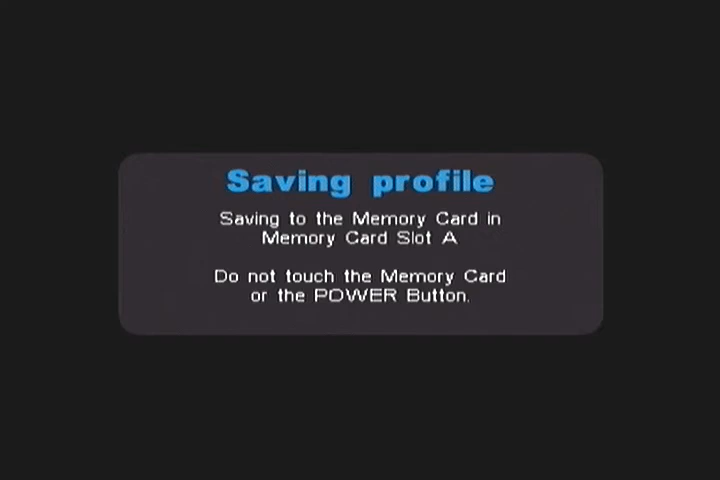 Saving profile
Saving to the Memory Card in
Memory Card Slot A
Do not touch the Memory Card
or the POWER Button.